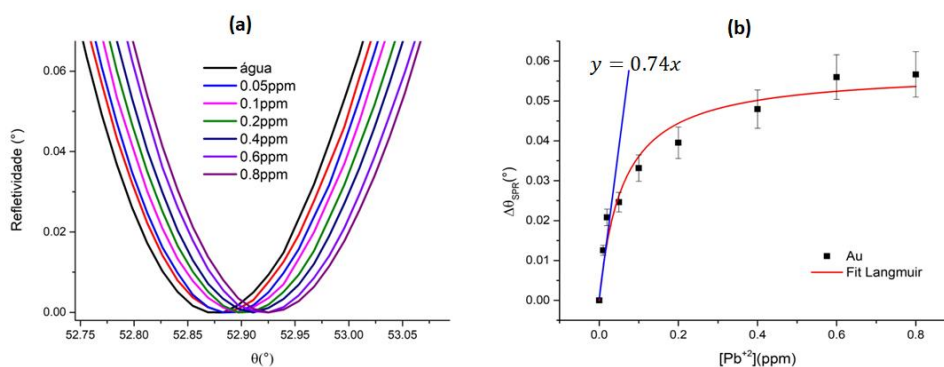 (a)
Refletividade (°)
0.06
0.04
0.02
0.00
água
0.05ppm
0.1ppm
0.2ppm
0.4ppm
0.6ppm
0.8ppm
52.75 52.80 52.85 52.90 52.95 53.00 53.05
θ(°)
(b)
y = 0.74x
Δθ_SPR(°)
0.06
0.05
0.04
0.03
0.02
0.01
0.00
Au
Fit Langmuir
0.0 0.2 0.4 0.6 0.8
[Pb⁺²](ppm)